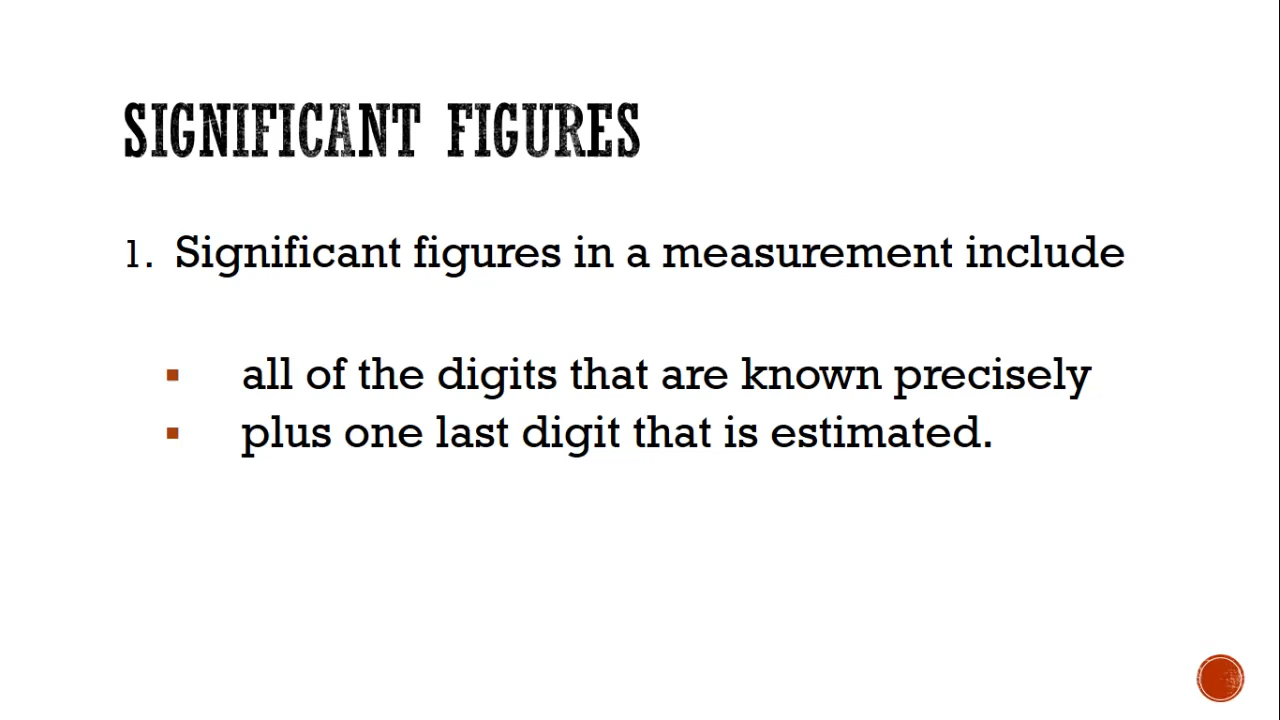 SIGNIFICANT FIGURES
1. Significant figures in a measurement include
▪ all of the digits that are known precisely
▪ plus one last digit that is estimated.